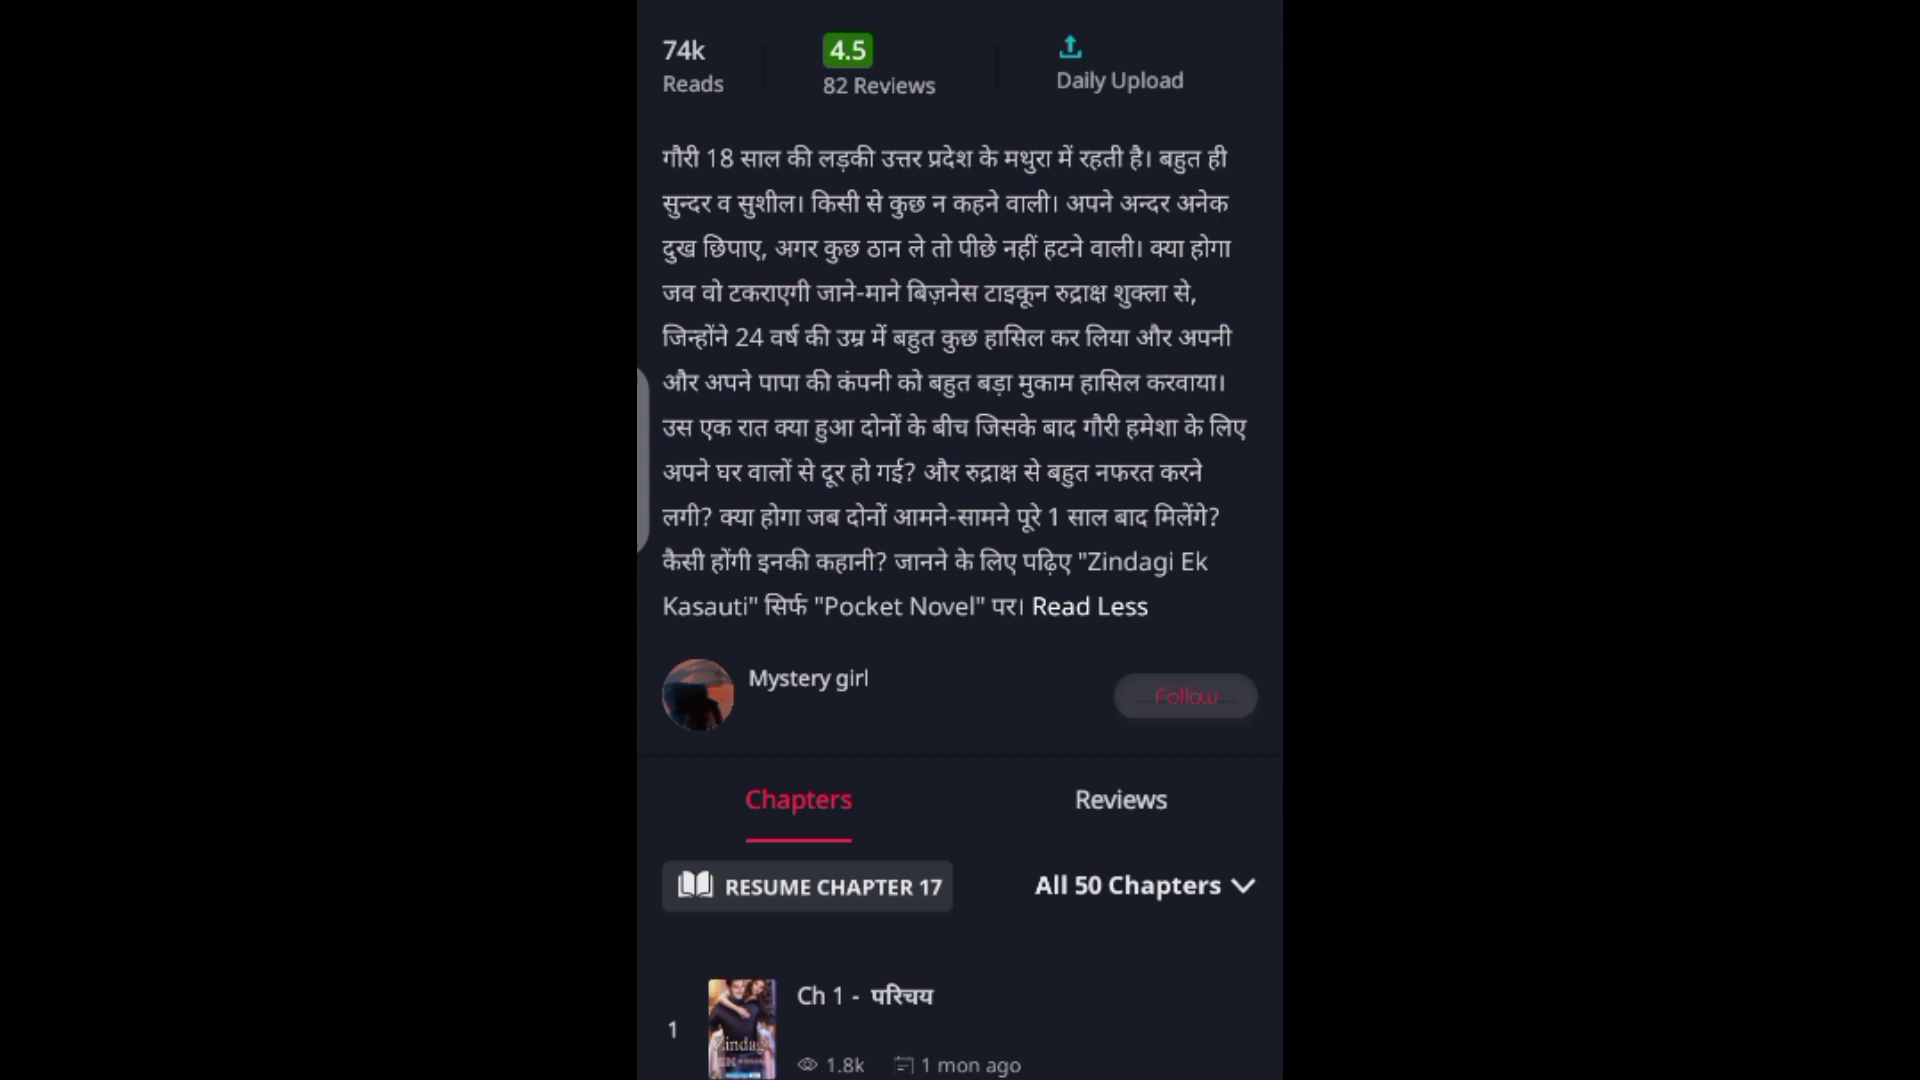 74k
Reads
4.5
82 Reviews
Daily Upload
गौरी 18 साल की लड़की उत्तर प्रदेश के मथुरा में रहती है। बहुत ही
सुन्दर व सुशील। किसी से कुछ न कहने वाली। अपने अन्दर अनेक
दुख छिपाए, अगर कुछ ठान ले तो पीछे नहीं हटने वाली। क्या होगा
जव वो टकराएगी जाने-माने बिज़नेस टाइकून रुद्राक्ष शुक्ला से,
जिन्होंने 24 वर्ष की उम्र में बहुत कुछ हासिल कर लिया और अपनी
और अपने पापा की कंपनी को बहुत बड़ा मुकाम हासिल करवाया।
उस एक रात क्या हुआ दोनों के बीच जिसके बाद गौरी हमेशा के लिए
अपने घर वालों से दूर हो गई? और रुद्राक्ष से बहुत नफरत करने
लगी? क्या होगा जब दोनों आमने-सामने पूरे 1 साल बाद मिलेंगे?
कैसी होंगी इनकी कहानी? जानने के लिए पढ़िए "Zindagi Ek
Kasauti" सिर्फ "Pocket Novel" पर। Read Less
Mystery girl
Follow
Chapters
Reviews
RESUME CHAPTER 17
All 50 Chapters
Ch 1 - परिचय
1
Zindagi
1.8k
1 mon ago